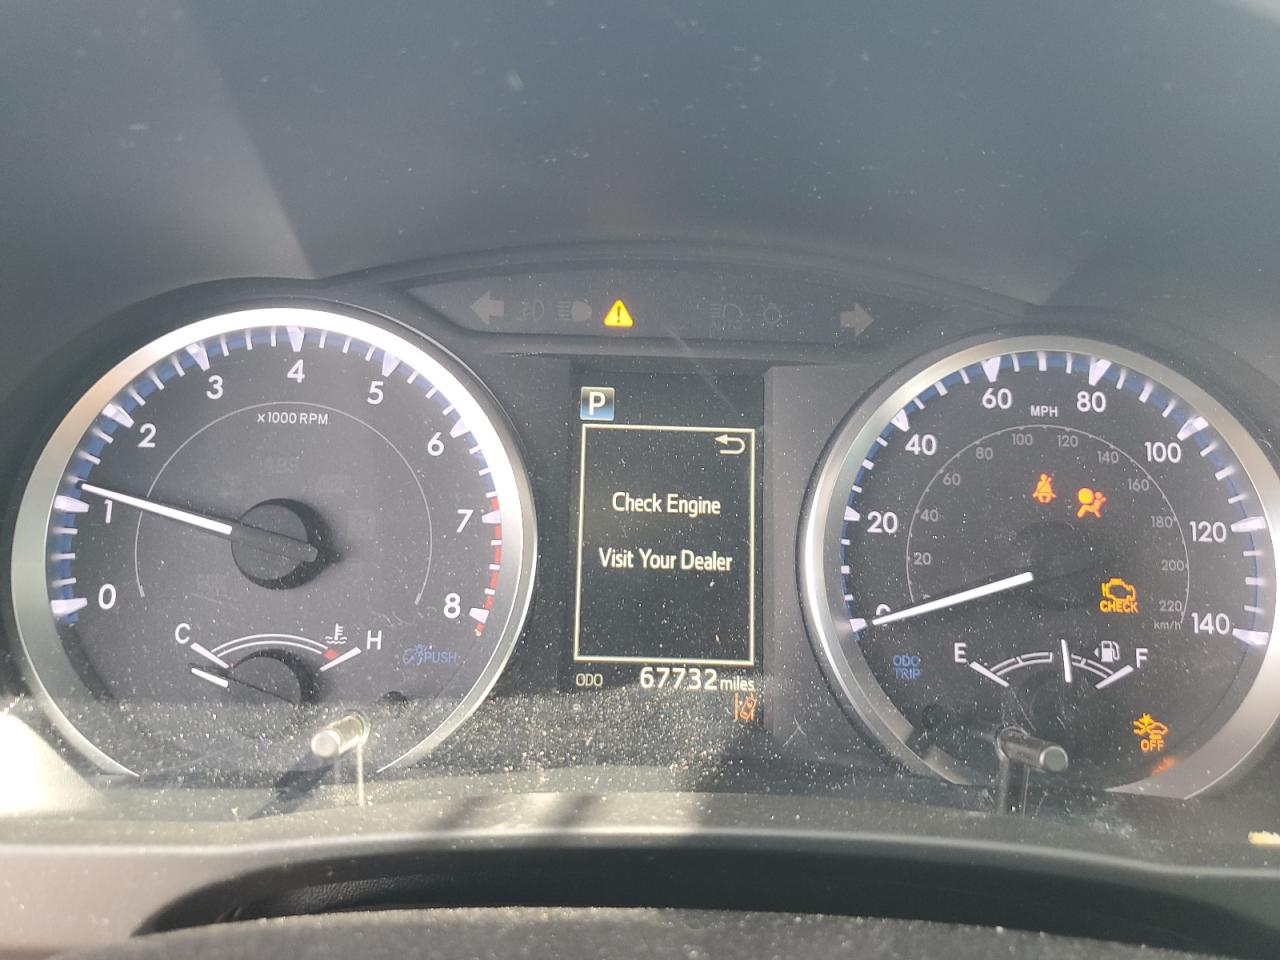 0
1
2
3
4
5
6
7
8
x1000 RPM
ABS
C
H
PUSH
P
Check Engine
Visit Your Dealer
ODO 67732 miles
20
40
60
80
100
120
140
MPH
20
40
60
80
100
120
140
160
180
200
220
km/h
CHECK
ODO
TRIP
E
F
OFF